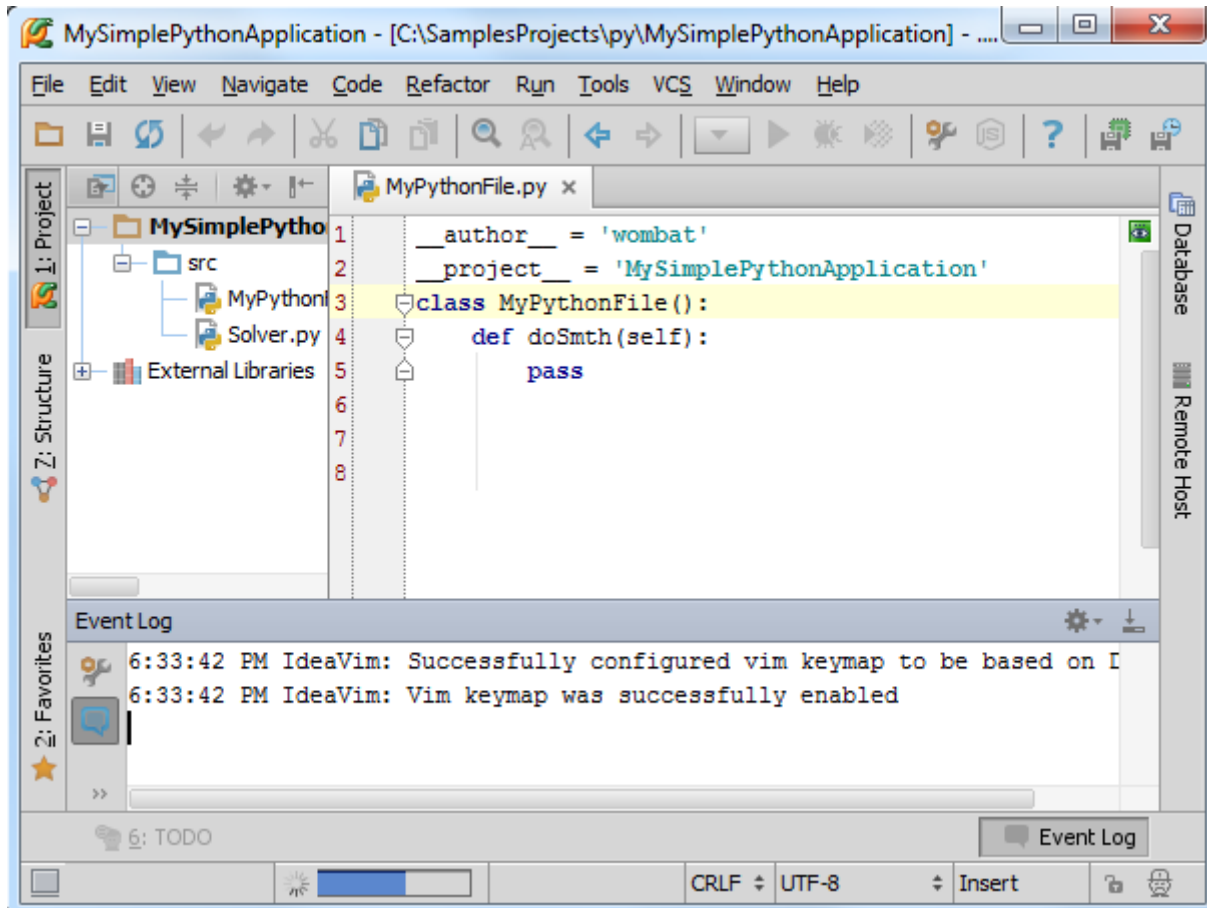 MySimplePythonApplication - [C:\SamplesProjects\py\MySimplePythonApplication] - ....
File Edit View Navigate Code Refactor Run Tools VCS Window Help
JS ?
1: Project
7: Structure
2: Favorites
MySimplePytho
src
MyPython
Solver.py
External Libraries
MyPythonFile.py ×
1 __author__ = 'wombat'
2 __project__ = 'MySimplePythonApplication'
3 class MyPythonFile():
4 def doSmth(self):
5 pass
6
7
8
Database
Remote Host
Event Log
6:33:42 PM IdeaVim: Successfully configured vim keymap to be based on
6:33:42 PM IdeaVim: Vim keymap was successfully enabled
>>
6: TODO
Event Log
CRLF UTF-8 Insert